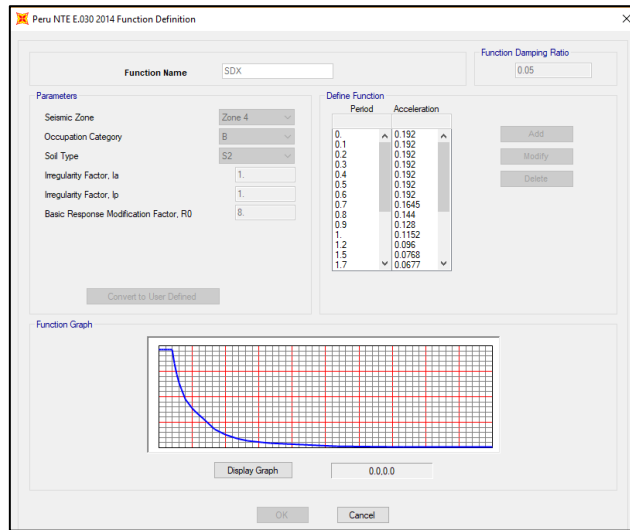 Peru NTE E.030 2014 Function Definition
Function Damping Ratio
Function Name SDX 0.05
Parameters
Seismic Zone Zone 4
Occupation Category B
Soil Type S2
Irregularity Factor, Ia 1.
Irregularity Factor, Ip 1.
Basic Response Modification Factor, R0 8.
Convert to User Defined
Define Function
Period Acceleration
0. 0.192
0.1 0.192
0.2 0.192
0.3 0.192
0.4 0.192
0.5 0.192
0.6 0.192
0.7 0.1645
0.8 0.144
0.9 0.128
1. 0.1152
1.2 0.096
1.5 0.0768
1.7 0.0677
Add
Modify
Delete
Function Graph
Display Graph 0.0,0.0
OK Cancel